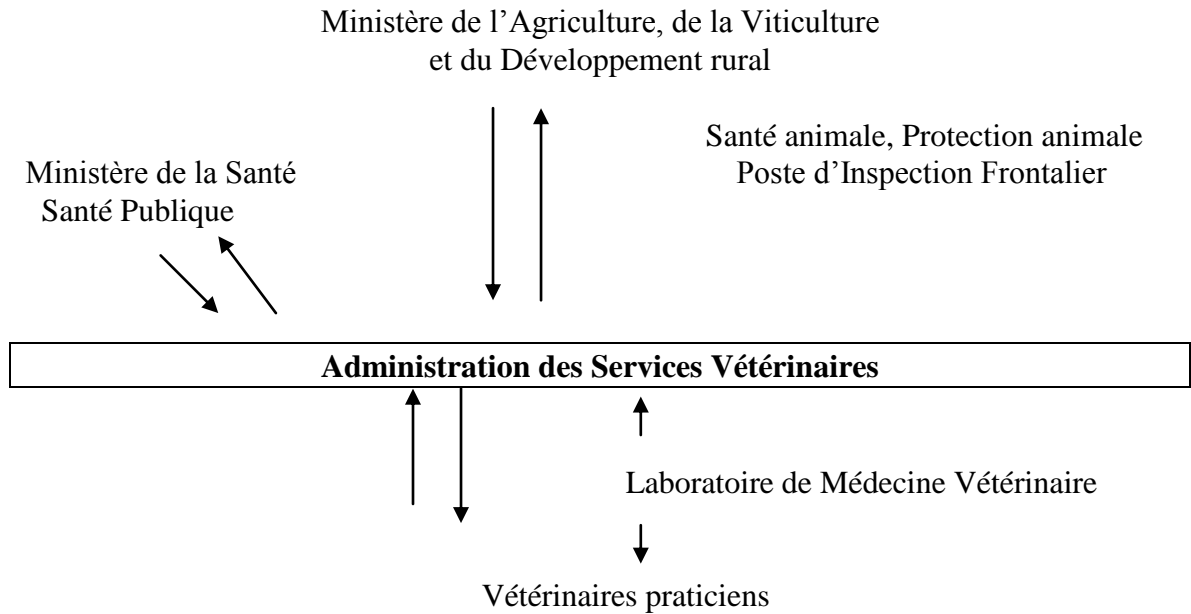 Ministère de l’Agriculture, de la Viticulture
et du Développement rural
Santé animale, Protection animale
Poste d’Inspection Frontalier
Ministère de la Santé
Santé Publique
Administration des Services Vétérinaires
Laboratoire de Médecine Vétérinaire
Vétérinaires praticiens